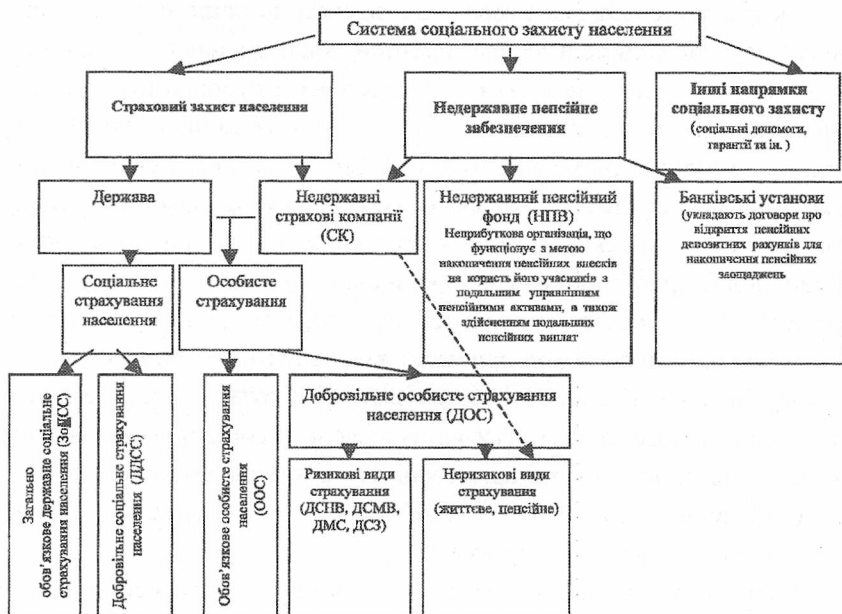 Система соціального захисту населення
Страховий захист населення
Недержавне пенсійне
забезпечення
Інші напрямки
соціального захисту
(соціальні допомоги,
гарантії та ін. )
Держава
Недержавні
страхові компанії
(СК)
Недержавний пенсійний
фонд (НПВ)
Неприбуткова організація, що
функціонує з метою
накопичення пенсійних внесків
на користь його учасників з
подальшим управлінням
пенсійними активами, а також
здійсненням подальших
пенсійних виплат
Банківські установи
(укладають договори про
відкриття пенсійних
депозитних рахунків для
накопичення пенсійних
заощаджень
Соціальне
страхування
населення
Особисте
страхування
Загально
обов’язкове державне соціальне
страхування населення
Добровільне соціальне страхування
населення (ДДСС)
Обов’язкове особисте страхування
населення
(ООС)
Добровільне особисте страхування
населення (ДОС)
Ризикові види
страхування
(ДСНВ, ДСМВ,
ДМС, ДСЗ)
Неризикові види
страхування
(життєве, пенсійне)